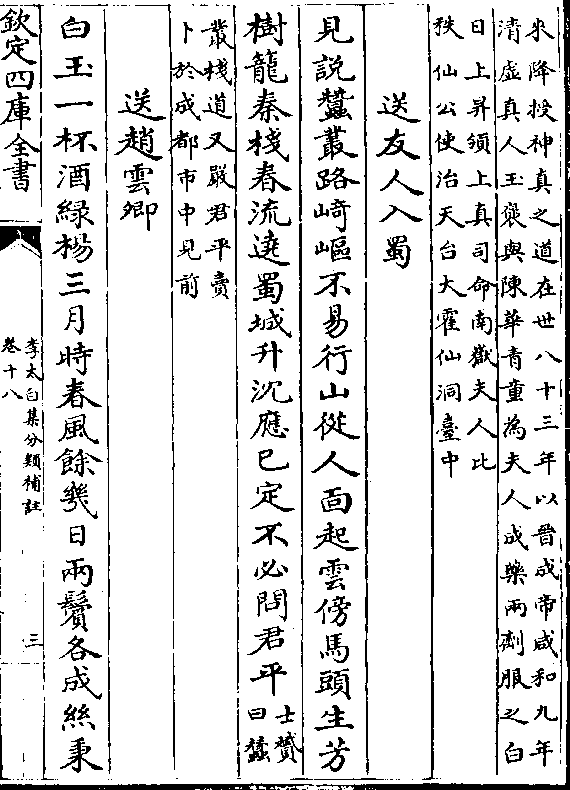 來降授神真之道在世八十三年以晉成帝咸和九年
清虛真人王褒與陳華青童為夫人成藥兩劑服之白
日上昇領上真司命南嶽夫人比
秩仙公使治天台大霍仙洞臺中
送友人入蜀
見說蠶叢路﨑嶇不易行山從人面起雲傍馬頭生芳
樹籠秦棧春流遶蜀城升沉應已定不必問君平
士贇
曰蠶
叢棧道又嚴君平賣
卜於成都市中見前
送趙雲卿
白玉一杯酒綠楊三月時春風餘幾日兩鬢各成絲秉
欽定四庫全書
李太白集分類補註
卷十八
三